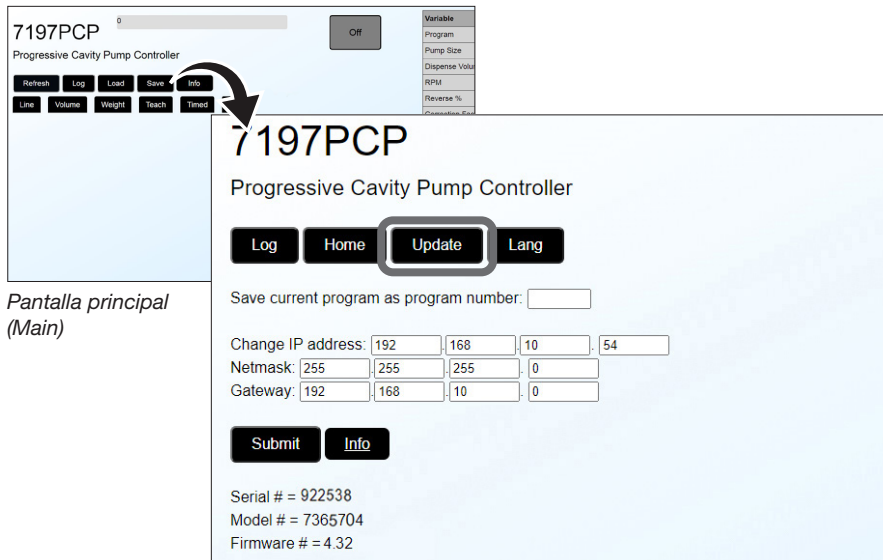 7197PCP
0
Off
Progressive Cavity Pump Controller
Refresh Log Load Save Info
Line Volume Weight Teach Timed
Variable
Program
Pump Size
Dispense
RPM
Reverse %
Pantalla principal
(Main)
7197PCP
Progressive Cavity Pump Controller
Log Home Update Lang
Save current program as program number:
Change IP address: 192 . 168 . 10 . 54
Netmask: 255 . 255 . 255 . 0
Gateway: 192 . 168 . 10 . 0
Submit Info
Serial # = 922538
Model # = 7365704
Firmware # = 4.32